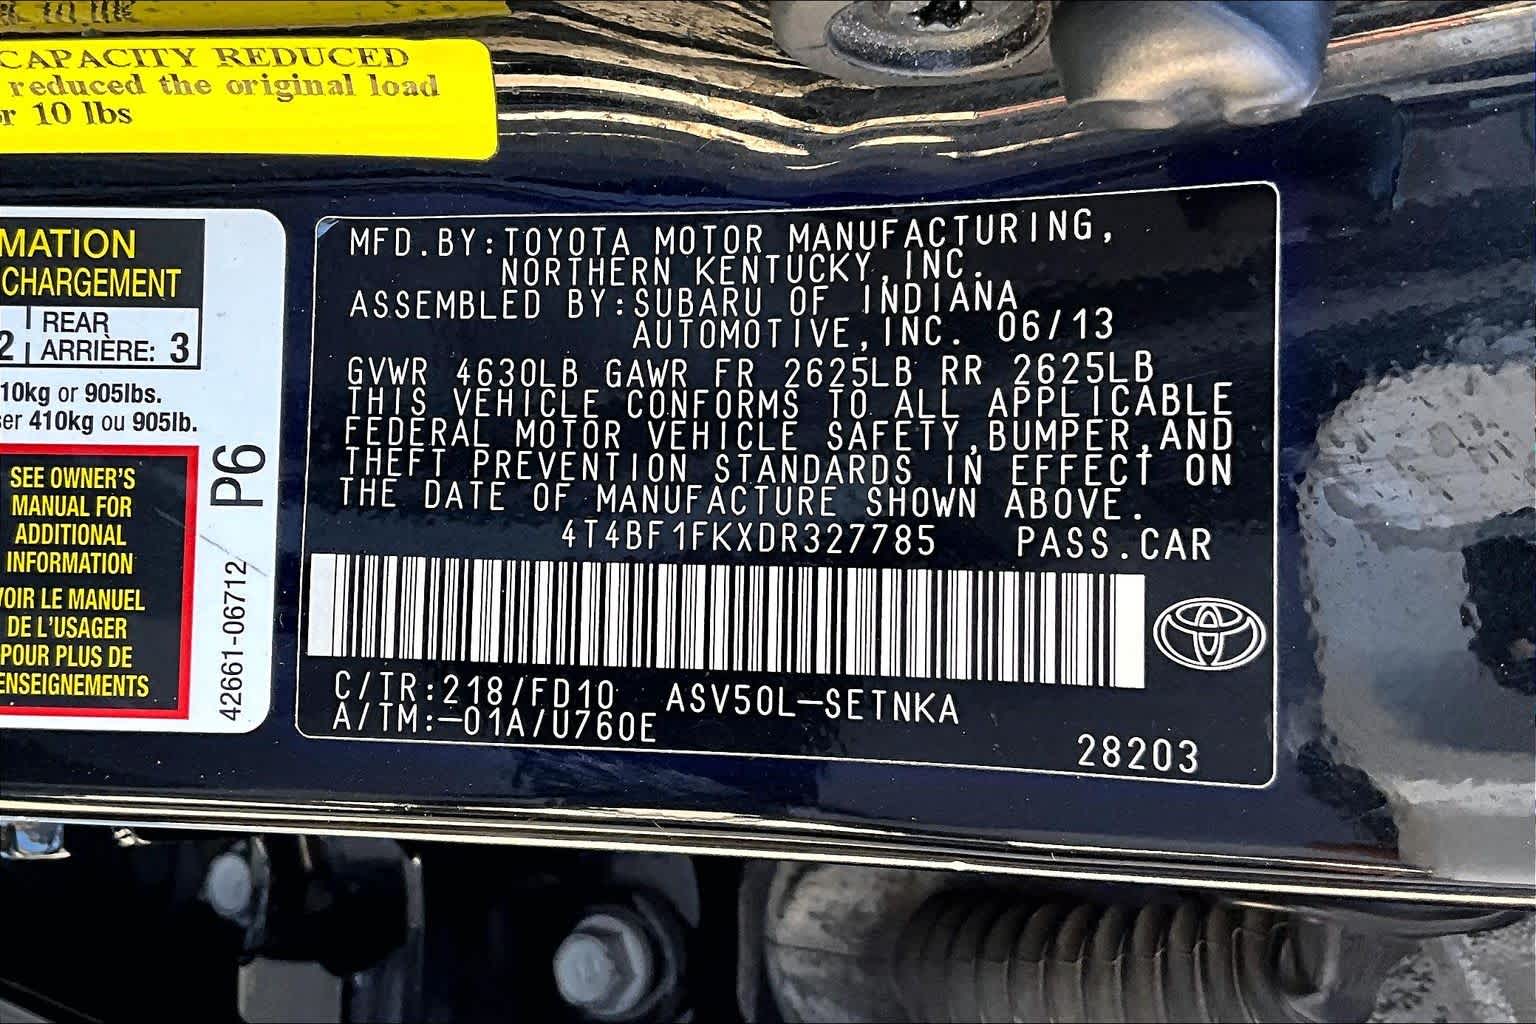 CAPACITY REDUCED
reduced the original load
10 lbs
MATION
CHARGEMENT
2 REAR
ARRIÈRE: 3
10kg or 905lbs.
410kg ou 905lb.
SEE OWNER'S
MANUAL FOR
ADDITIONAL
INFORMATION
VOIR LE MANUEL
DE L'USAGER
POUR PLUS DE
ENSEIGNEMENTS
P6
42661-06712
MFD.BY:TOYOTA MOTOR MANUFACTURING,
NORTHERN KENTUCKY,INC.
ASSEMBLED BY:SUBARU OF INDIANA
AUTOMOTIVE,INC. 06/13
GVWR 4630LB GAWR FR 2625LB RR 2625LB
THIS VEHICLE CONFORMS TO ALL APPLICABLE
FEDERAL MOTOR VEHICLE SAFETY,BUMPER,AND
THEFT PREVENTION STANDARDS IN EFFECT ON
THE DATE OF MANUFACTURE SHOWN ABOVE.
4T4BF1FKXDR327785 PASS.CAR
C/TR:218/FD10 ASV50L-SETNKA
A/TM:-01A/U760E
28203